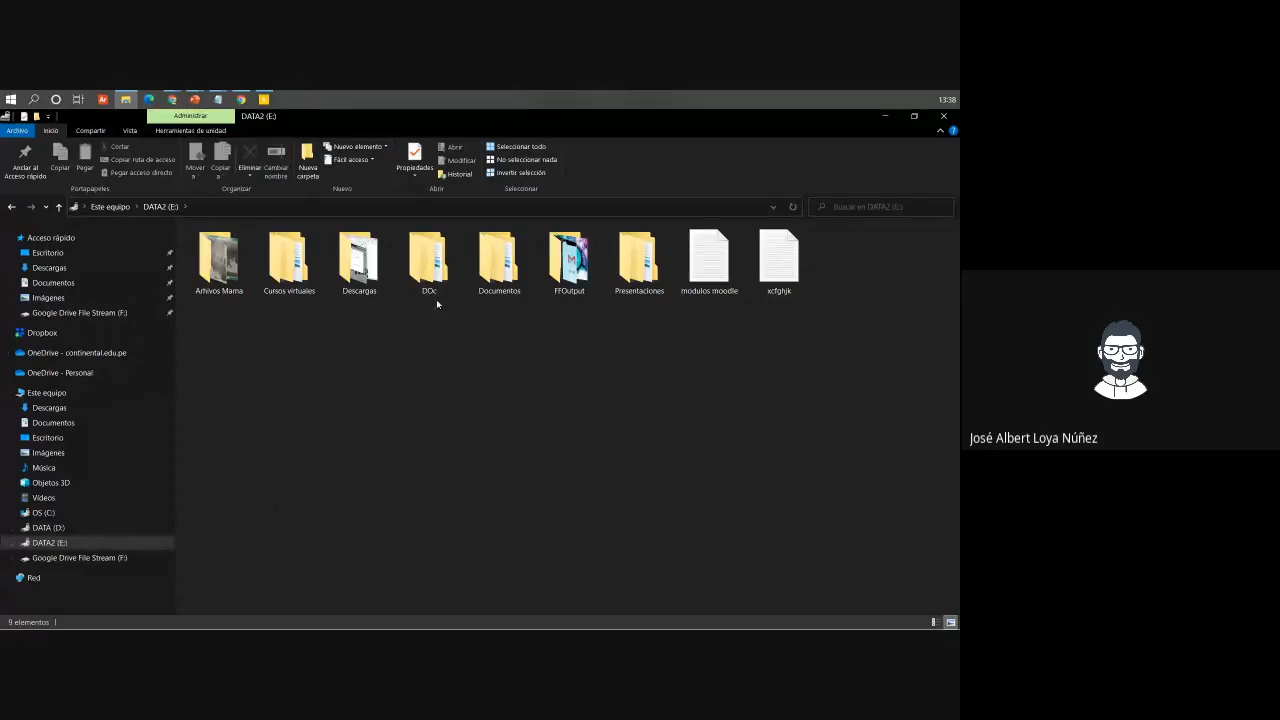 13:38
Administrar
DATA2 (E:)
Archivo
Inicio
Compartir
Vista
Herramientas de unidad
Anclar al
Acceso rápido
Copiar
Pegar
Cortar
Copiar ruta de acceso
Pegar acceso directo
Portapapeles
Mover
a
Copiar
a
Eliminar
Cambiar
nombre
Organizar
Nueva
carpeta
Nuevo elemento
Fácil acceso
Nuevo
Propiedades
Abrir
Modificar
Historial
Abrir
Seleccionar todo
No seleccionar nada
Invertir selección
Seleccionar
Este equipo
DATA2 (E:)
Buscar en DATA2 (E:)
Acceso rápido
Escritorio
Descargas
Documentos
Imágenes
Google Drive File Stream (F:)
Dropbox
OneDrive - continental.edu.pe
OneDrive - Personal
Este equipo
Descargas
Documentos
Escritorio
Imágenes
Música
Objetos 3D
Vídeos
OS (C:)
DATA (D:)
DATA2 (E:)
Google Drive File Stream (F:)
Red
Arhivos Mama
Cursos virtuales
Descargas
DOc
Documentos
FFOutput
Presentaciones
modulos moodle
xcfghjk
9 elementos
José Albert Loya Núñez